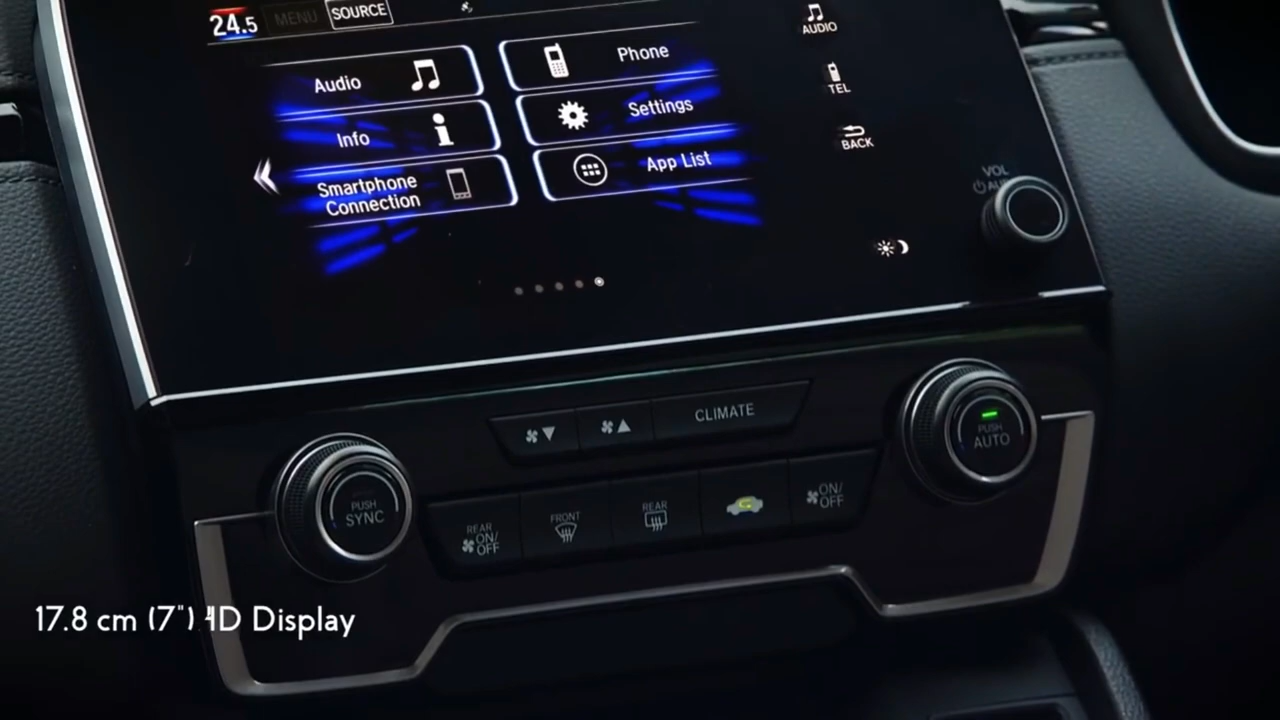 24.5 MENU SOURCE
Audio
Phone
Info
Settings
Smartphone
Connection
App List
AUDIO
TEL
BACK
VOL
CLIMATE
PUSH
AUTO
PUSH
SYNC
REAR
ON/
OFF
FRONT
REAR
ON/
OFF
17.8 cm (7") HD Display